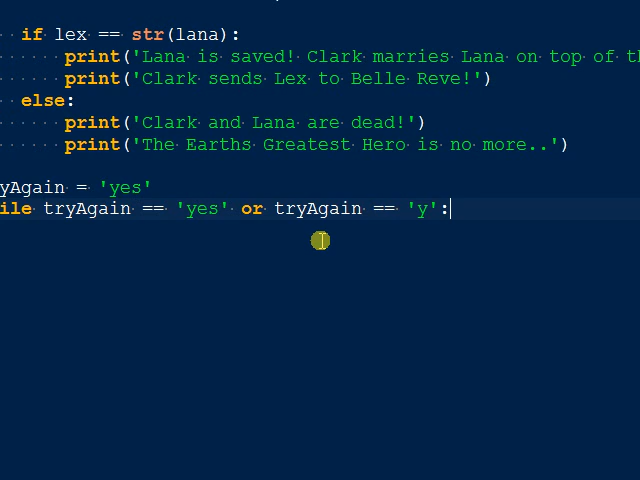 if lex == str(lana):
print('Lana is saved! Clark marries Lana on top of
print('Clark sends Lex to Belle Reve!')
else:
print('Clark and Lana are dead!')
print('The Earths Greatest Hero is no more..')
yAgain = 'yes'
ile tryAgain == 'yes' or tryAgain == 'y':